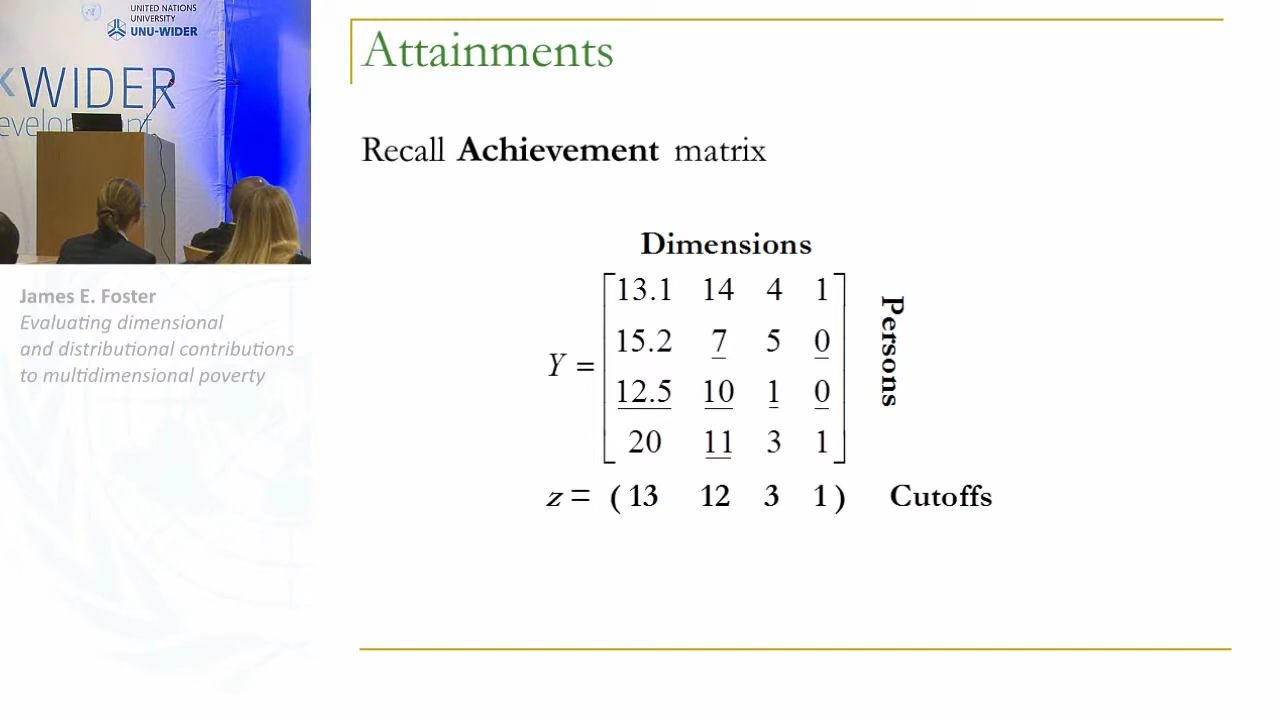 UNITED NATIONS
UNIVERSITY
UNU-WIDER
WIDER
Attainments
Recall Achievement matrix
Dimensions
Y =
13.1 14 4 1
15.2 7 5 0
12.5 10 1 0
20 11 3 1
Persons
z = ( 13 12 3 1 ) Cutoffs
James E. Foster
Evaluating dimensional
and distributional contributions
to multidimensional poverty